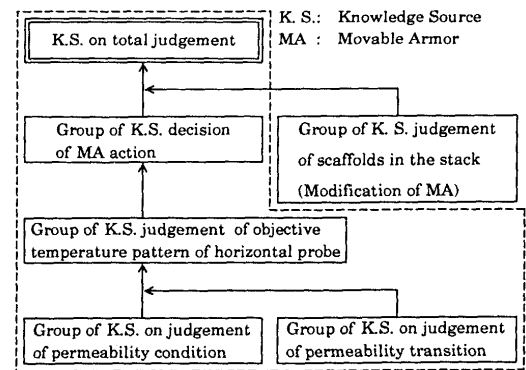 K. S.: Knowledge Source
MA : Movable Armor
K.S. on total judgement
Group of K.S. decision
of MA action
Group of K. S. judgement
of scaffolds in the stack
(Modification of MA)
Group of K.S. judgement of objective
temperature pattern of horizontal probe
Group of K.S. on judgement
of permeability condition
Group of K.S. on judgement
of permeability transition